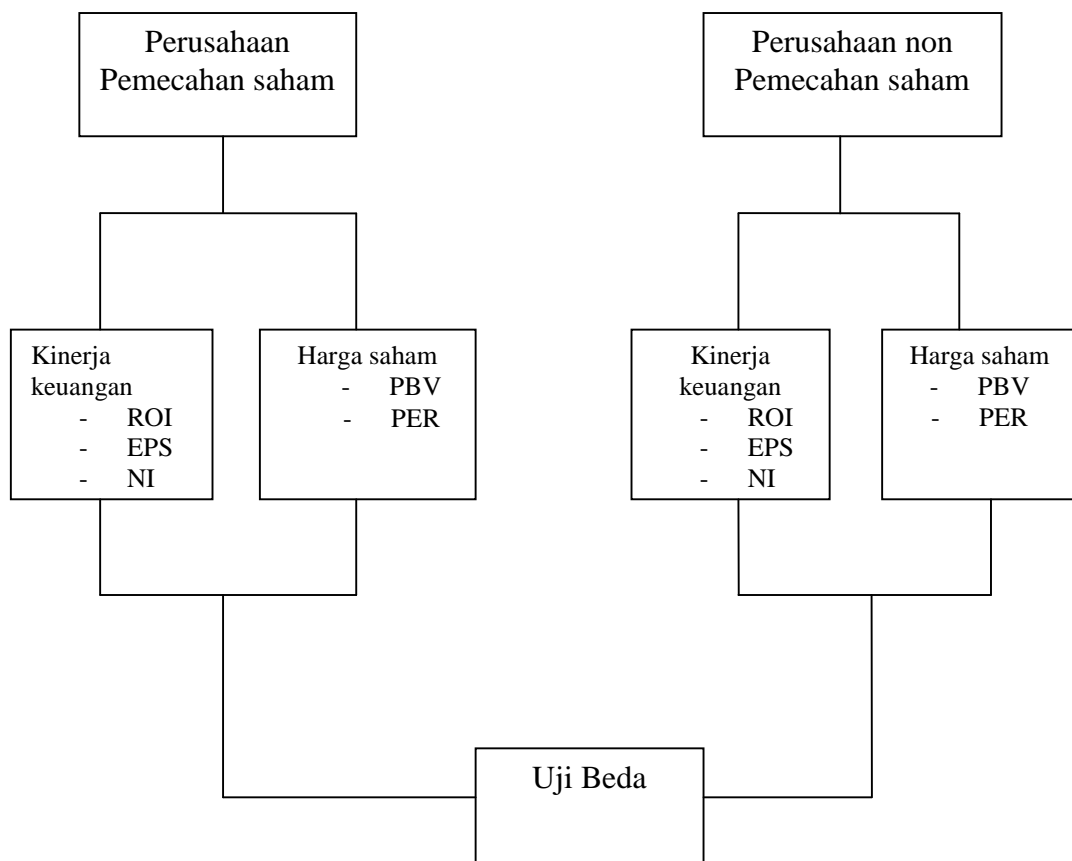 Perusahaan
Pemecahan saham
Perusahaan non
Pemecahan saham
Kinerja
keuangan
- ROI
- EPS
- NI
Harga saham
- PBV
- PER
Kinerja
keuangan
- ROI
- EPS
- NI
Harga saham
- PBV
- PER
Uji Beda